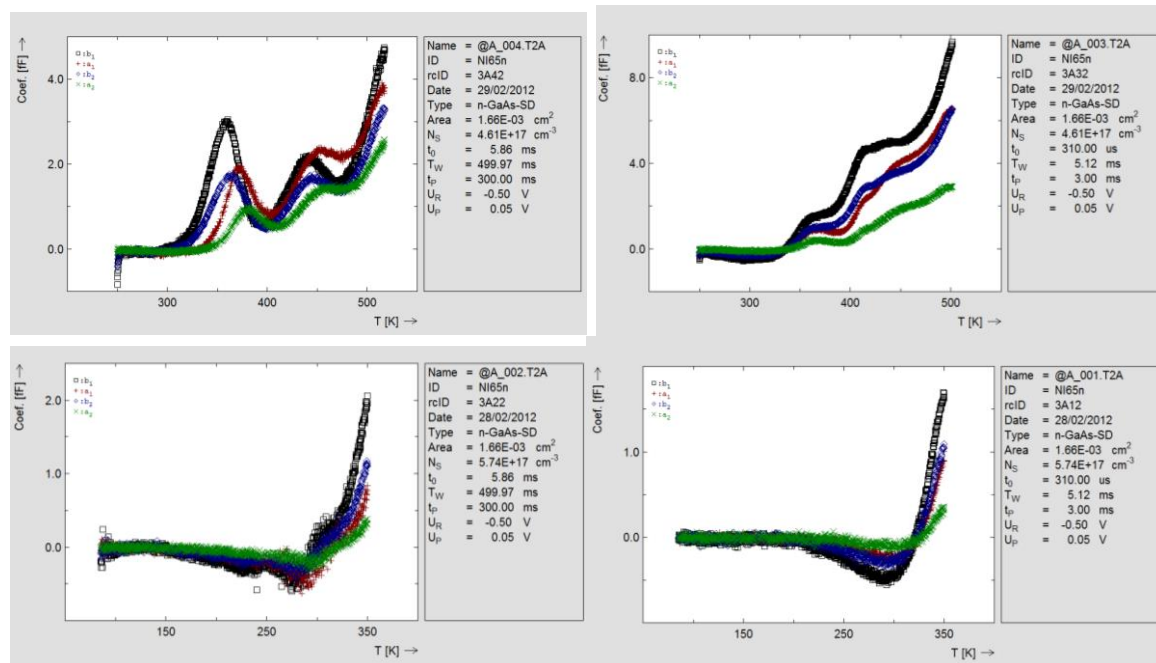 Coef. [fF] →
4.0
2.0
0.0
□ :b1
+ :a1
◇ :b2
× :a2
300
400
500
T [K] →
Name = @A_004.T2A
ID = NI65n
rcID = 3A42
Date = 29/02/2012
Type = n-GaAs-SD
Area = 1.66E-03 cm²
NS = 4.61E+17 cm⁻³
t0 = 5.86 ms
TW = 499.97 ms
tP = 300.00 ms
UR = -0.50 V
UP = 0.05 V
Coef. [fF] →
8.0
4.0
0.0
□ :b1
+ :a1
◇ :b2
× :a2
300
400
500
T [K] →
Name = @A_003.T2A
ID = NI65n
rcID = 3A32
Date = 29/02/2012
Type = n-GaAs-SD
Area = 1.66E-03 cm²
NS = 4.61E+17 cm⁻³
t0 = 310.00 us
TW = 5.12 ms
tP = 3.00 ms
UR = -0.50 V
UP = 0.05 V
Coef. [fF] →
2.0
1.0
0.0
□ :b1
+ :a1
◇ :b2
× :a2
150
250
350
T [K] →
Name = @A_002.T2A
ID = NI65n
rcID = 3A22
Date = 28/02/2012
Type = n-GaAs-SD
Area = 1.66E-03 cm²
NS = 5.74E+17 cm⁻³
t0 = 5.86 ms
TW = 499.97 ms
tP = 300.00 ms
UR = -0.50 V
UP = 0.05 V
Coef. [fF] →
1.0
0.0
□ :b1
+ :a1
◇ :b2
× :a2
150
250
350
T [K] →
Name = @A_001.T2A
ID = NI65n
rcID = 3A12
Date = 28/02/2012
Type = n-GaAs-SD
Area = 1.66E-03 cm²
NS = 5.74E+17 cm⁻³
t0 = 310.00 us
TW = 5.12 ms
tP = 3.00 ms
UR = -0.50 V
UP = 0.05 V